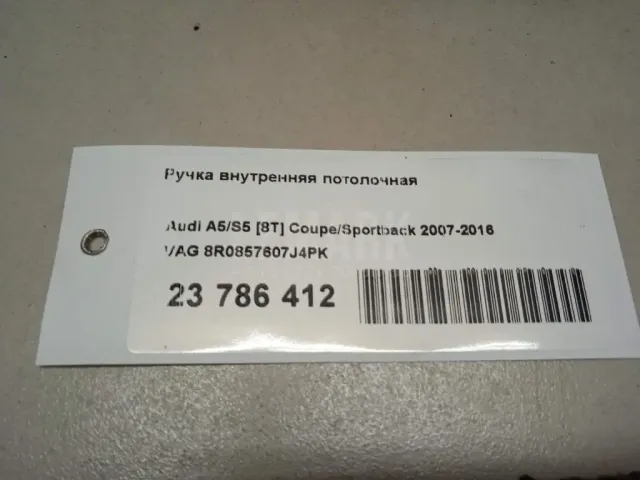 Ручка внутренняя потолочная
Audi A5/S5 [8T] Coupe/Sportback 2007-2016
VAG 8R0857607J4PK
23 786 412